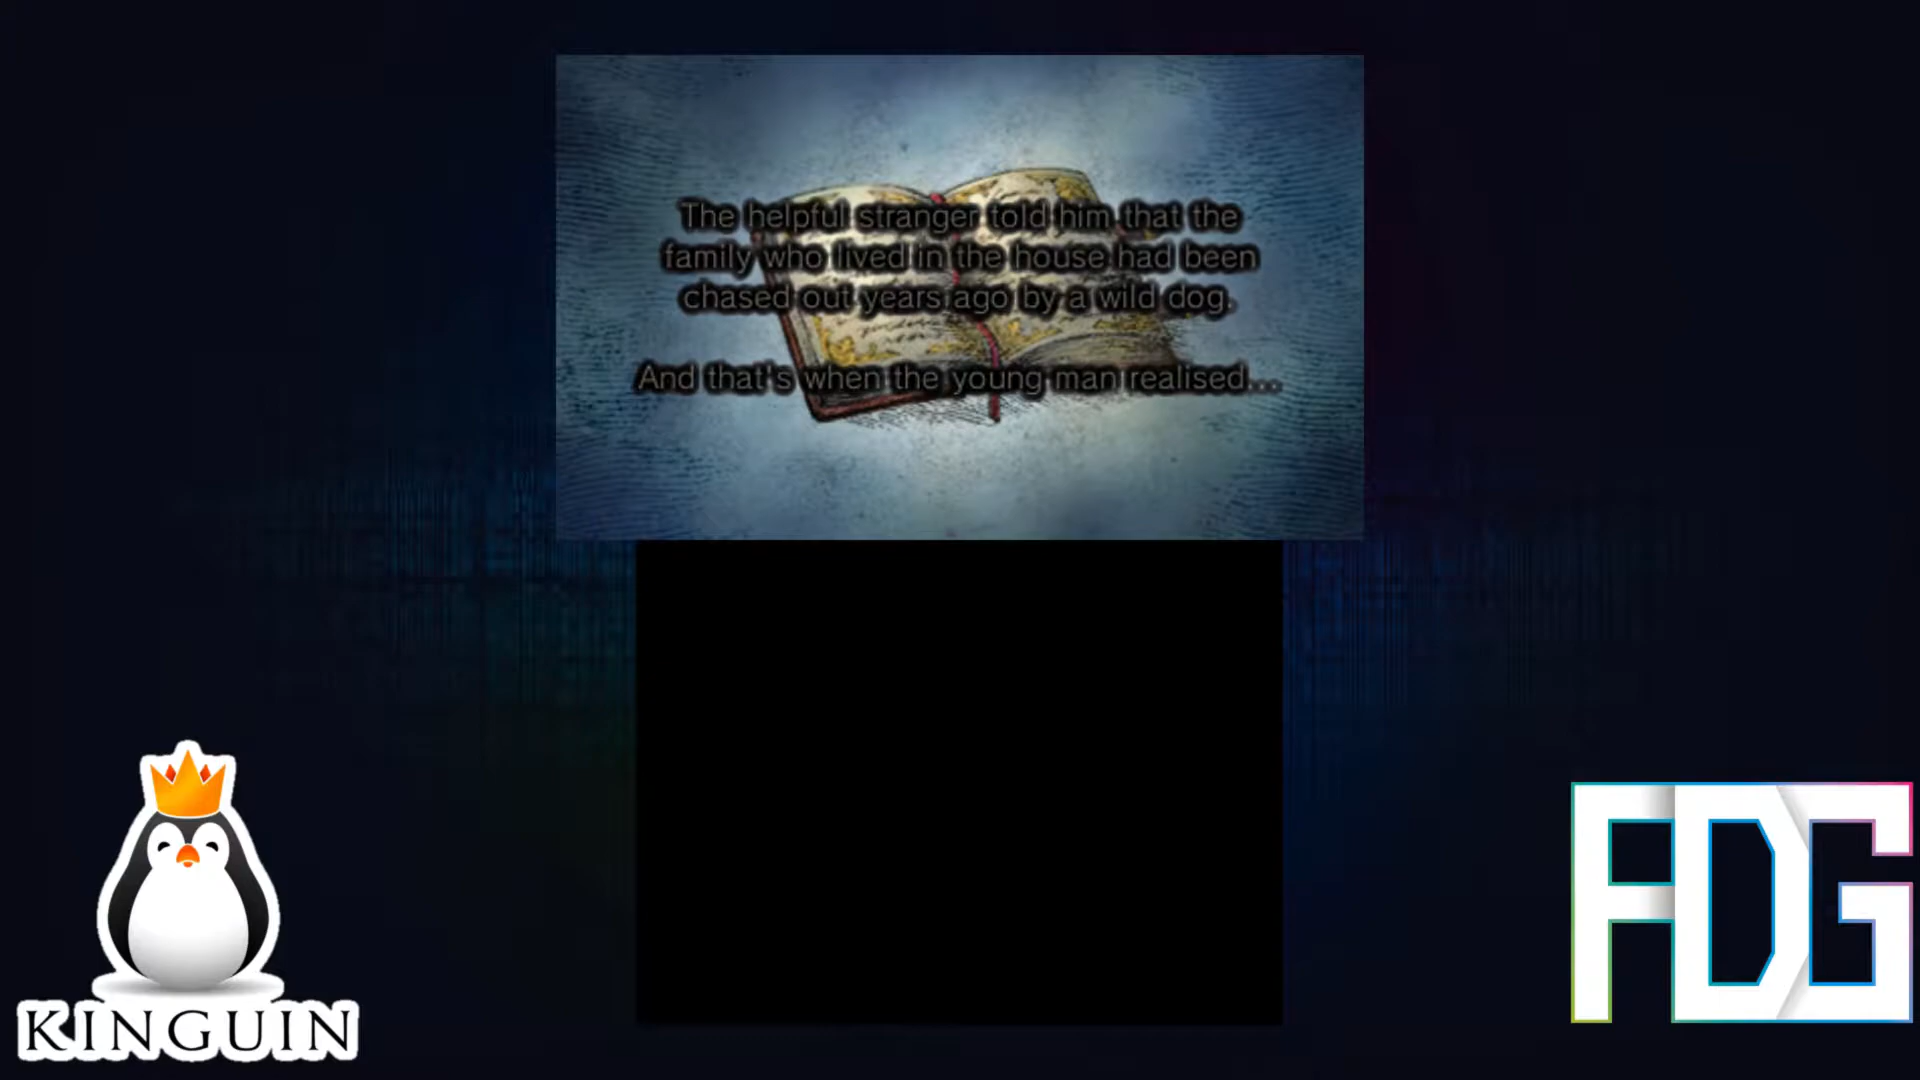 The helpful stranger told him that the
family who lived in the house had been
chased out years ago by a wild dog.
And that's when the young man realised...
KINGUIN
FDG